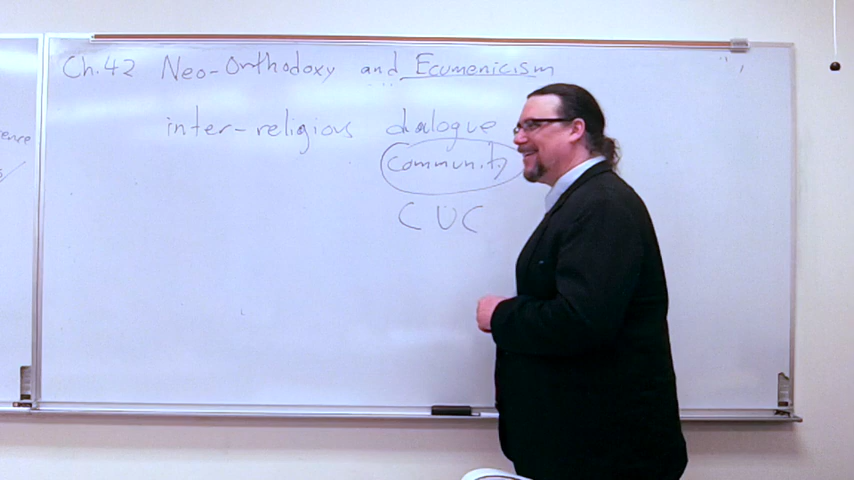 Ch.42 Neo-Orthodoxy and Ecumenicism
inter-religious dialogue
Community
CUC